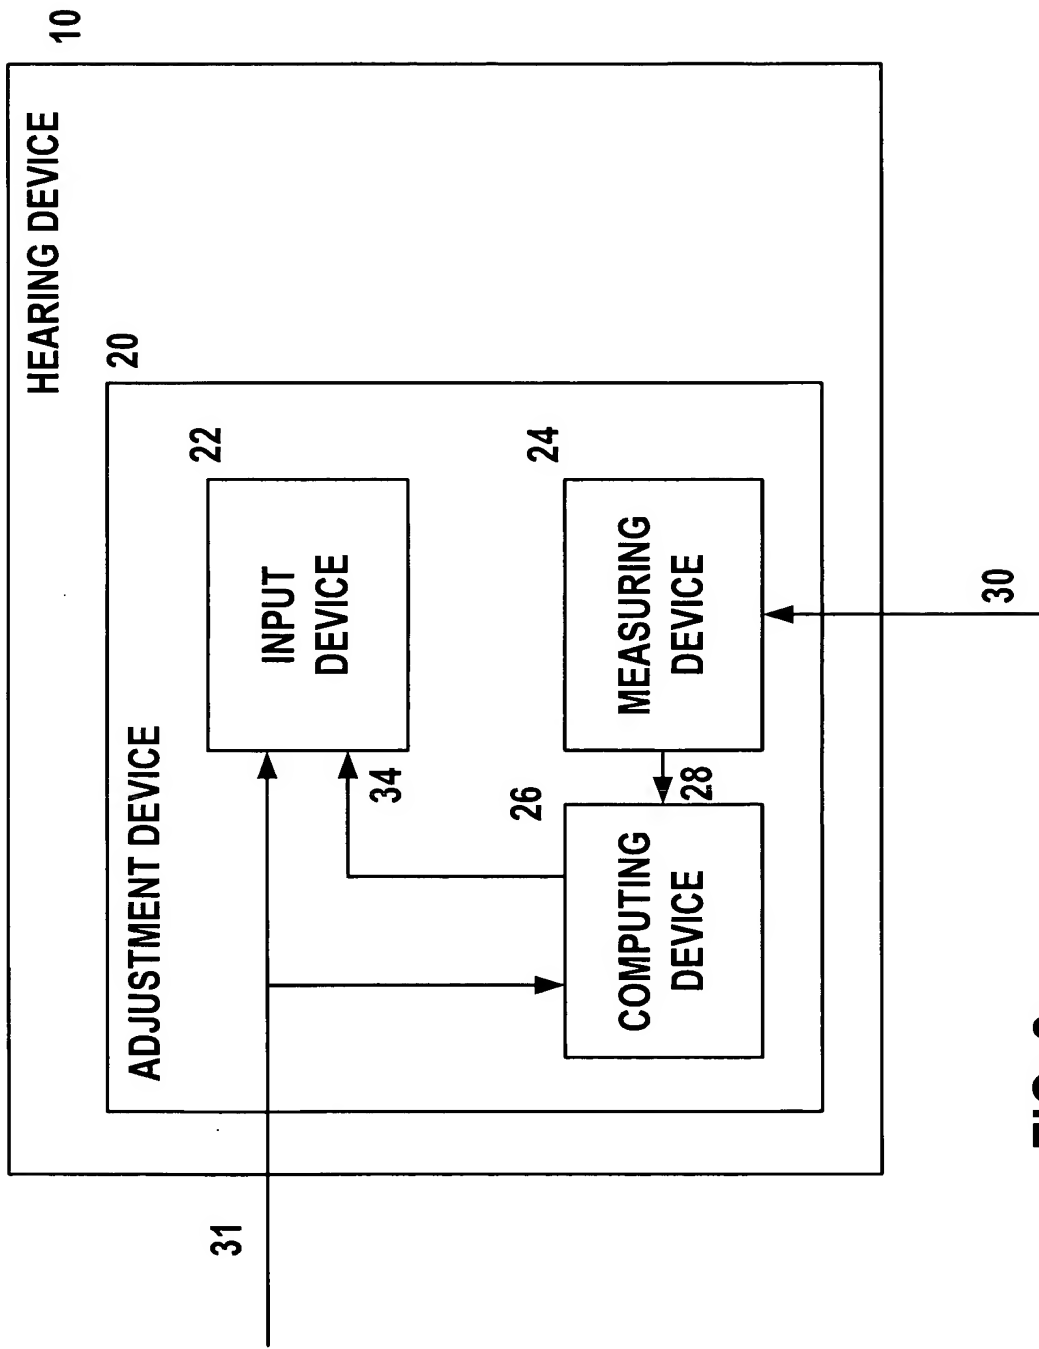 10
HEARING DEVICE
20
ADJUSTMENT DEVICE
22
INPUT
DEVICE
31
34
24
MEASURING
DEVICE
26
28
COMPUTING
DEVICE
30